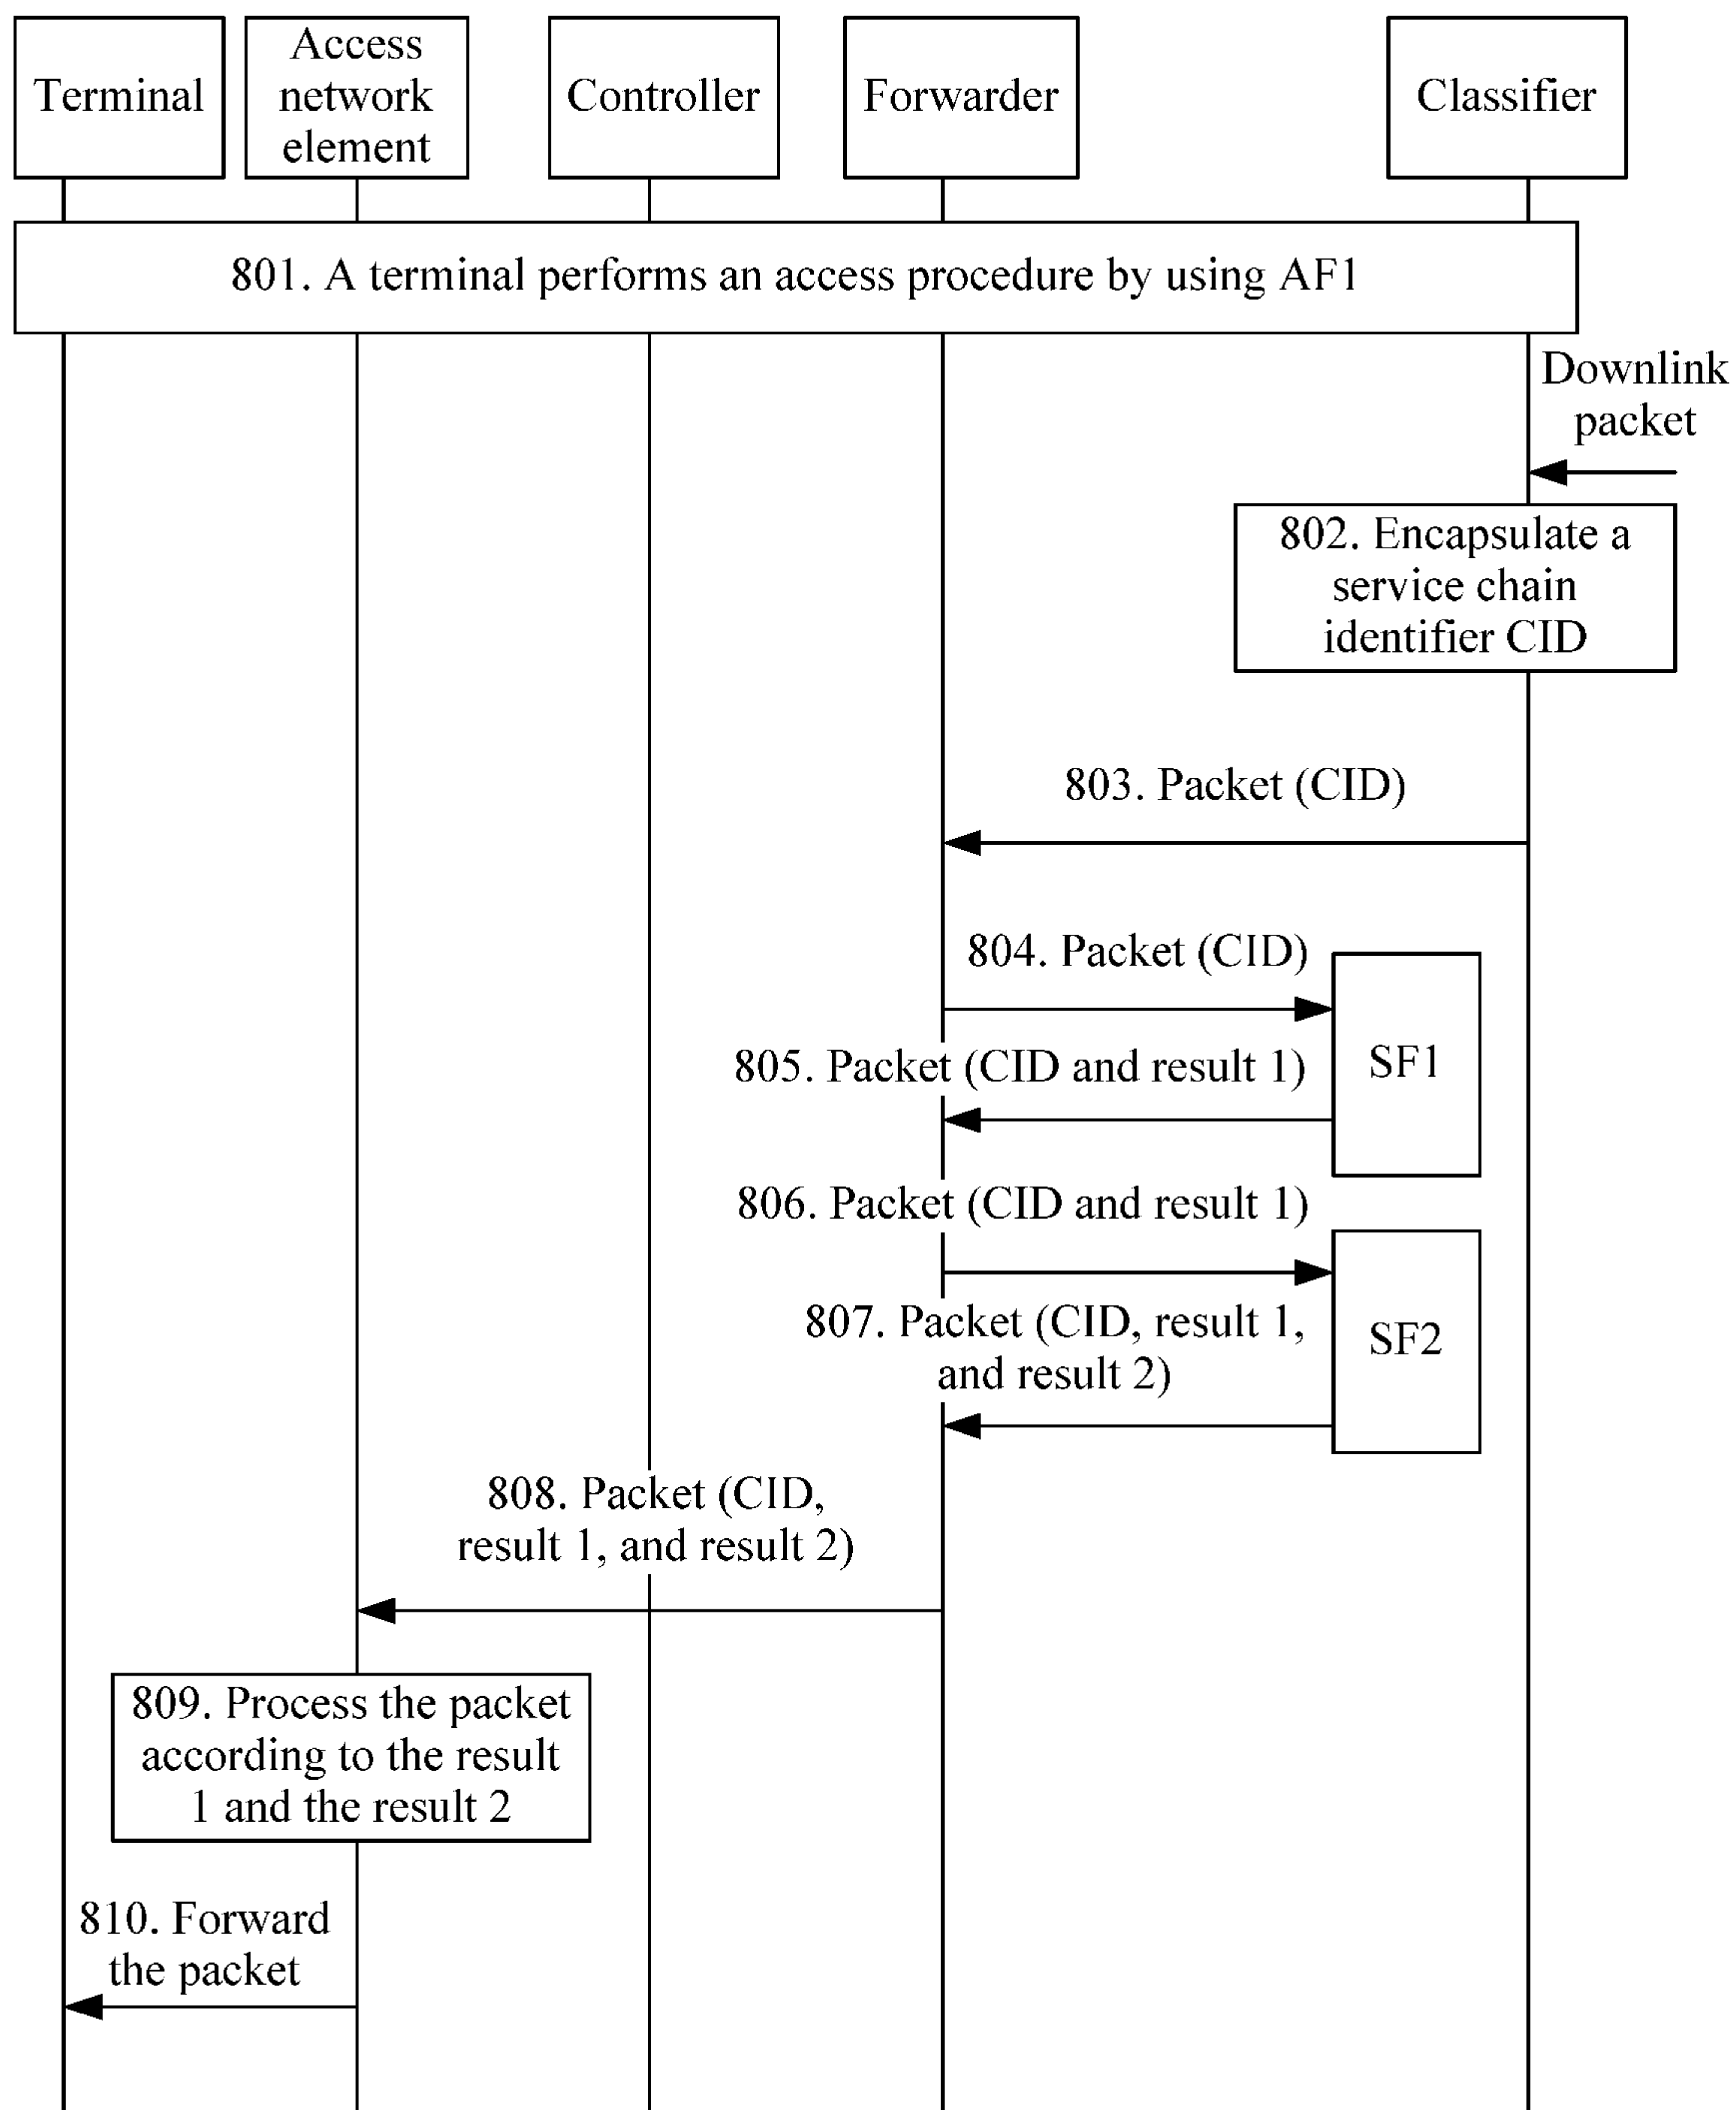 Terminal
Access
network
element
Controller
Forwarder
Classifier
801. A terminal performs an access procedure by using AF1
Downlink
packet
802. Encapsulate a
service chain
identifier CID
803. Packet (CID)
804. Packet (CID)
SF1
805. Packet (CID and result 1)
806. Packet (CID and result 1)
SF2
807. Packet (CID, result 1,
and result 2)
808. Packet (CID,
result 1, and result 2)
809. Process the packet
according to the result
1 and the result 2
810. Forward
the packet